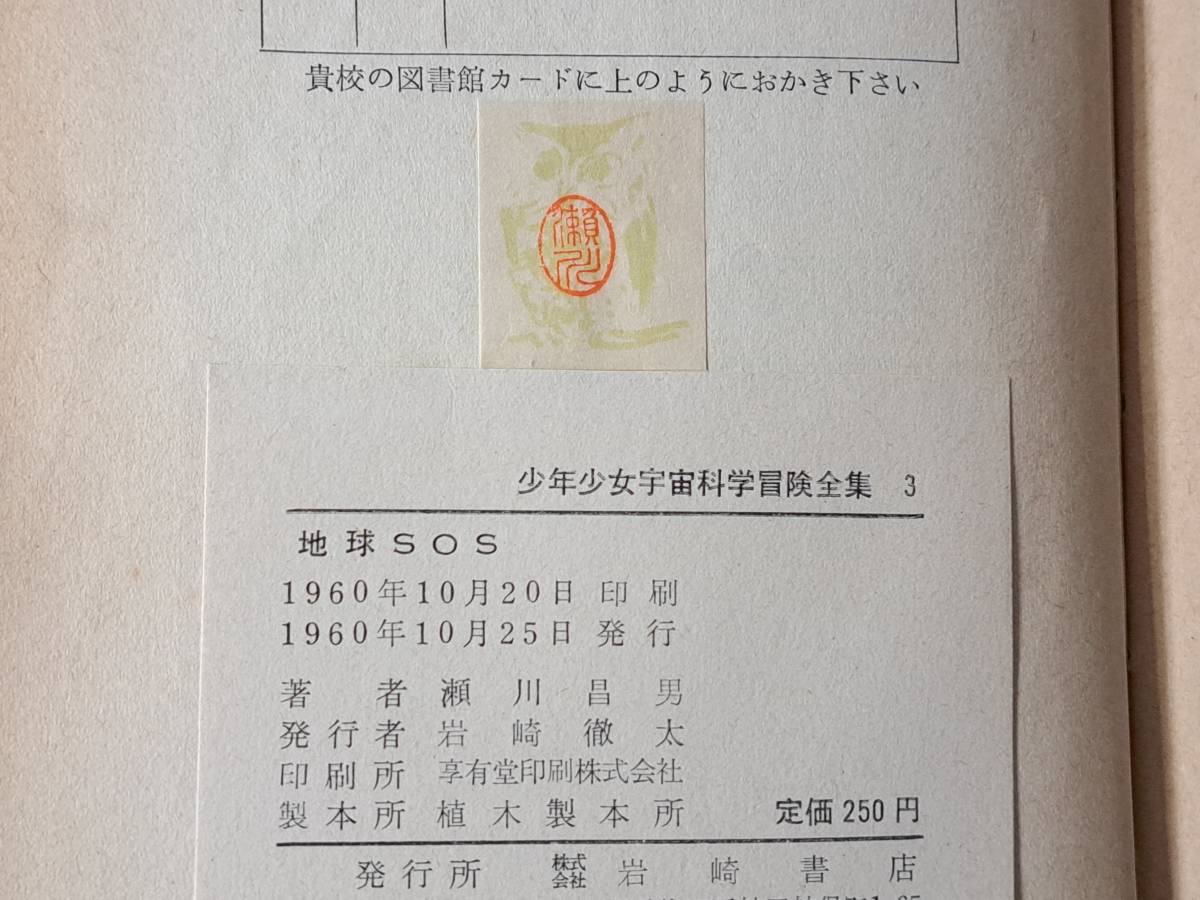 貴校の図書館カードに上のようにおかき下さい
瀬川
少年少女宇宙科学冒険全集 3
地球SOS
1960年10月20日 印刷
1960年10月25日 発行
著者 瀬川昌男
発行者 岩崎徹太
印刷所 享有堂印刷株式会社
製本所 植木製本所 定価250円
発行所 株式会社 岩崎書店